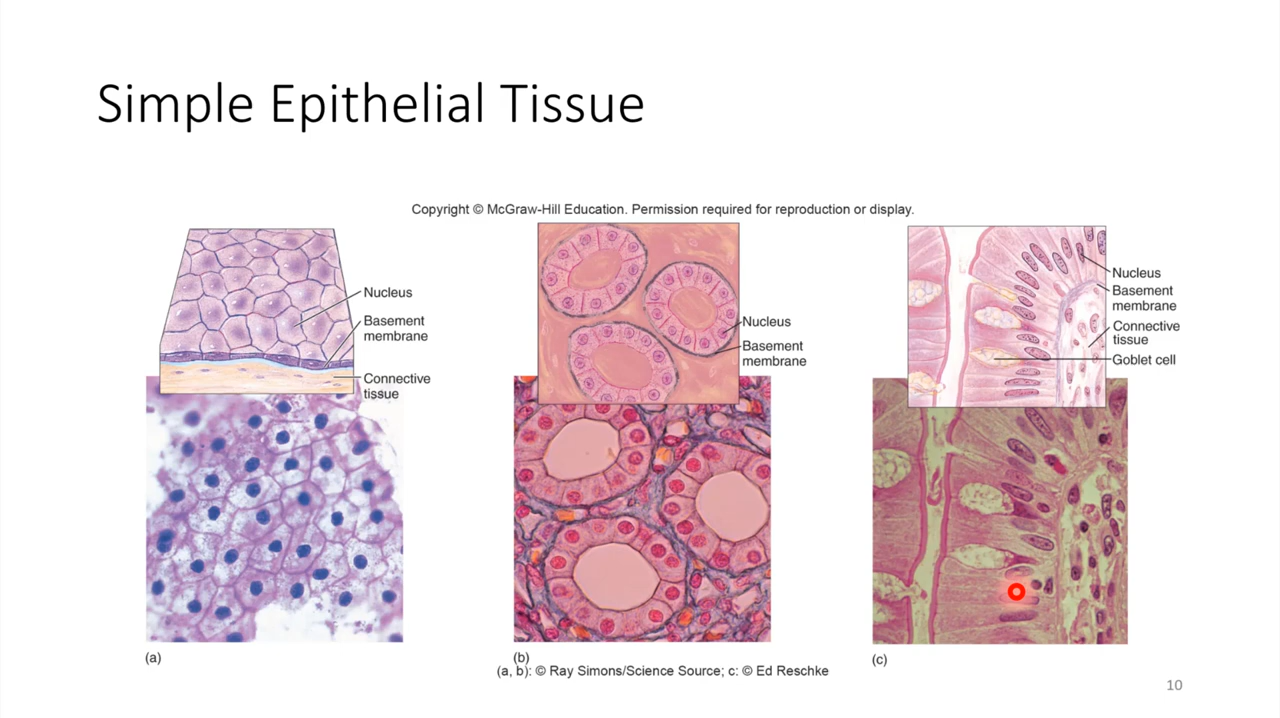 Simple Epithelial Tissue
Copyright © McGraw-Hill Education. Permission required for reproduction or display.
Nucleus
Basement
membrane
Connective
tissue
(a)
Nucleus
Basement
membrane
(b)
Nucleus
Basement
membrane
Connective
tissue
Goblet cell
(c)
(a, b): © Ray Simons/Science Source; c: © Ed Reschke
10